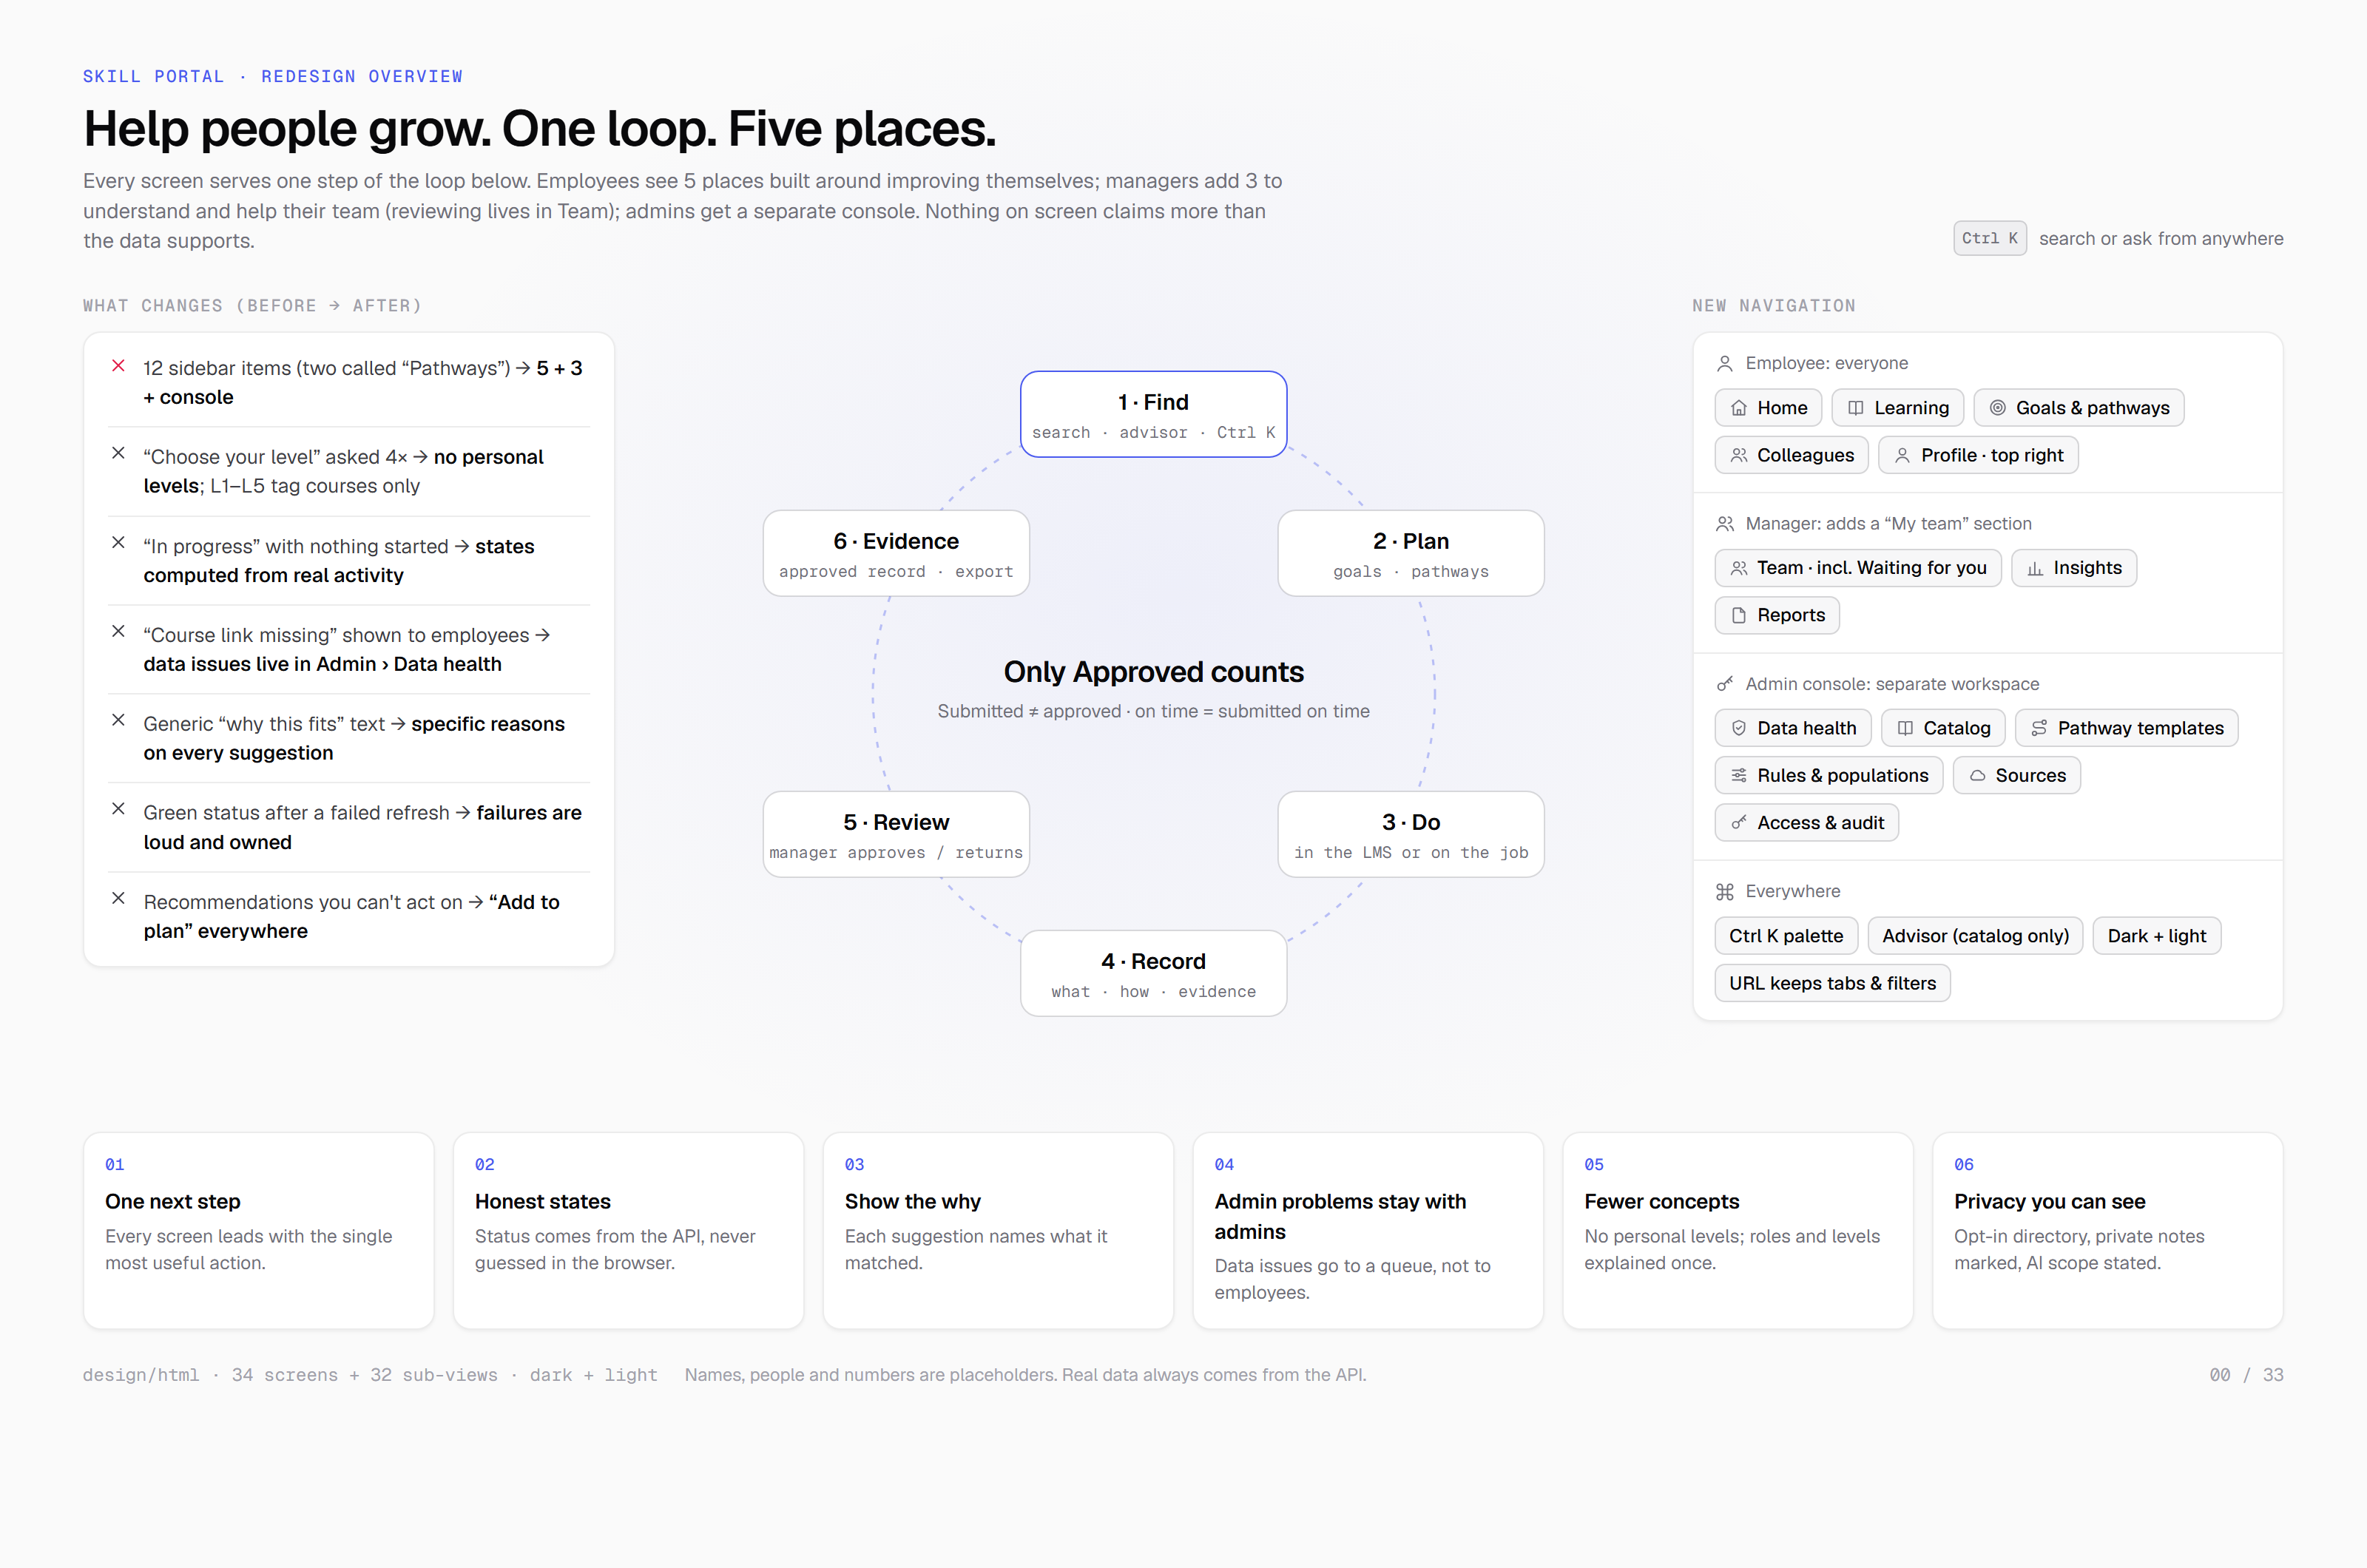 SKILL PORTAL · REDESIGN OVERVIEW
Help people grow. One loop. Five places.
Every screen serves one step of the loop below. Employees see 5 places built around improving themselves; managers add 3 to
understand and help their team (reviewing lives in Team); admins get a separate console. Nothing on screen claims more than
the data supports.
Ctrl K search or ask from anywhere
WHAT CHANGES (BEFORE → AFTER)
12 sidebar items (two called “Pathways”) → 5 + 3
+ console
“Choose your level” asked 4× → no personal
levels; L1–L5 tag courses only
“In progress” with nothing started → states
computed from real activity
“Course link missing” shown to employees →
data issues live in Admin › Data health
Generic “why this fits” text → specific reasons
on every suggestion
Green status after a failed refresh → failures are
loud and owned
Recommendations you can't act on → “Add to
plan” everywhere
1 · Find
search · advisor · Ctrl K
2 · Plan
goals · pathways
3 · Do
in the LMS or on the job
4 · Record
what · how · evidence
5 · Review
manager approves / returns
6 · Evidence
approved record · export
Only Approved counts
Submitted ≠ approved · on time = submitted on time
NEW NAVIGATION
Employee: everyone
Home Learning Goals & pathways
Colleagues Profile · top right
Manager: adds a “My team” section
Team · incl. Waiting for you Insights
Reports
Admin console: separate workspace
Data health Catalog Pathway templates
Rules & populations Sources
Access & audit
Everywhere
Ctrl K palette Advisor (catalog only) Dark + light
URL keeps tabs & filters
01
One next step
Every screen leads with the single
most useful action.
02
Honest states
Status comes from the API, never
guessed in the browser.
03
Show the why
Each suggestion names what it
matched.
04
Admin problems stay with
admins
Data issues go to a queue, not to
employees.
05
Fewer concepts
No personal levels; roles and levels
explained once.
06
Privacy you can see
Opt-in directory, private notes
marked, AI scope stated.
design/html · 34 screens + 32 sub-views · dark + light Names, people and numbers are placeholders. Real data always comes from the API.
00 / 33